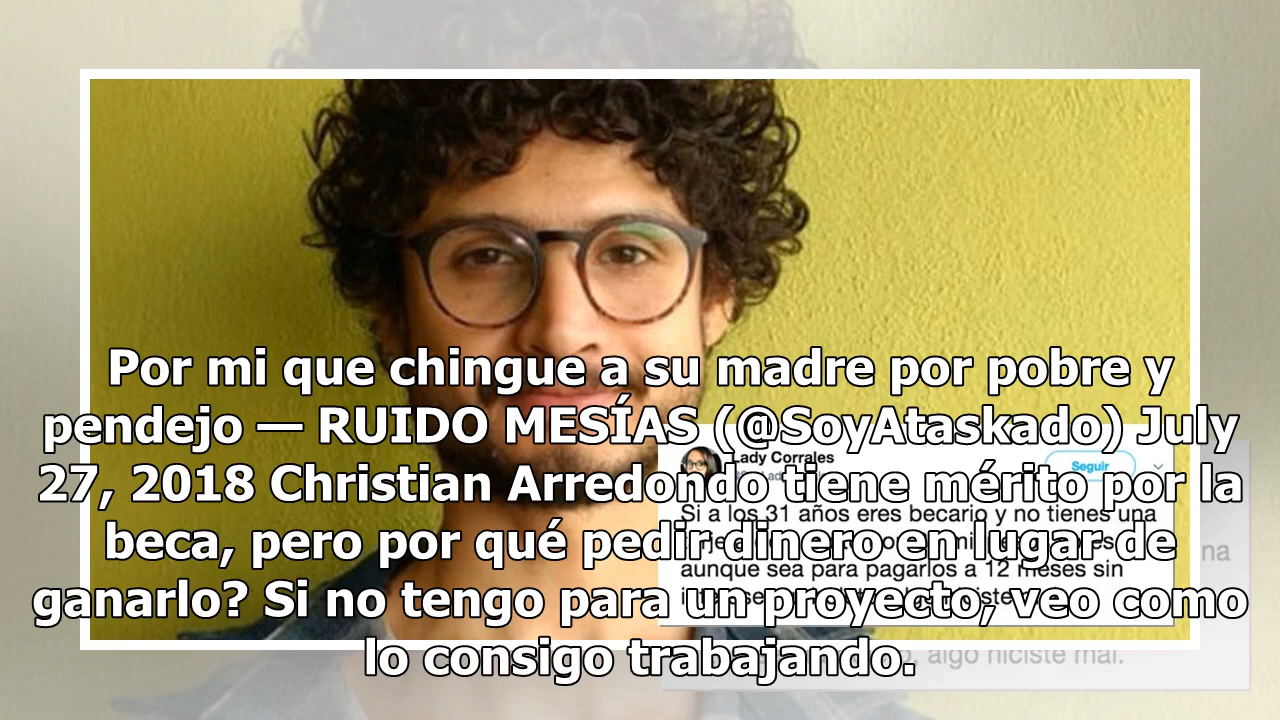 Por mi que chingue a su madre por pobre y
pendejo — RUIDO MESÍAS (@SoyAtaskado) July
27, 2018 Christian Arredondo tiene mérito por la
beca, pero por qué pedir dinero en lugar de
ganarlo? Si no tengo para un proyecto, veo como
lo consigo trabajando.
Lady Corrales
Seguir
Si a los 31 años eres becario y no tienes una
aunque sea para pagarlos a 12 meses sin
na
algo hiciste mal.